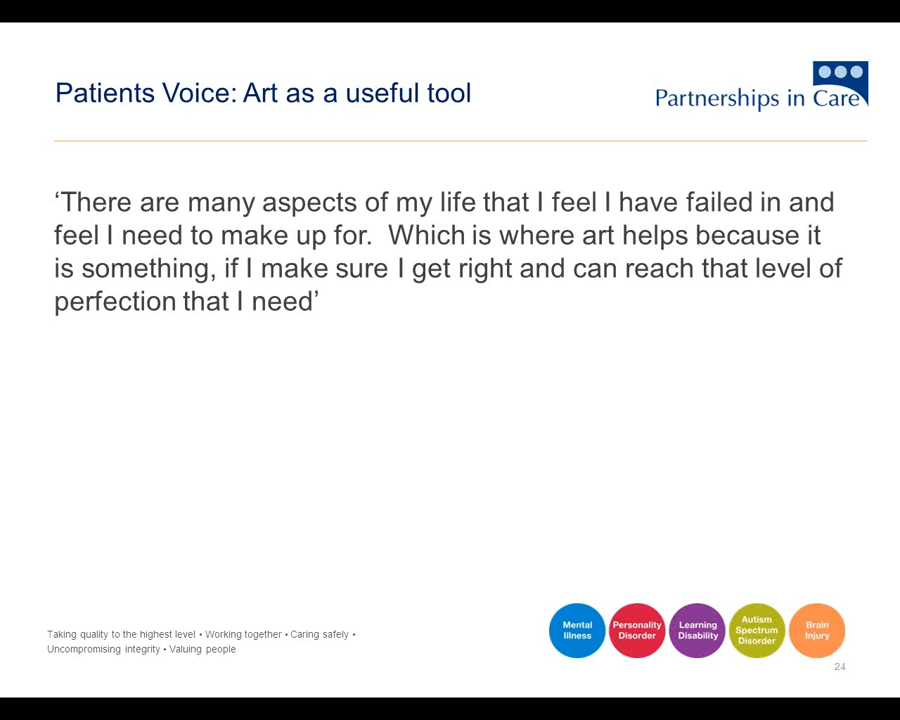 Patients Voice: Art as a useful tool
Partnerships in Care
‘There are many aspects of my life that I feel I have failed in and
feel I need to make up for.  Which is where art helps because it
is something, if I make sure I get right and can reach that level of
perfection that I need’
Taking quality to the highest level • Working together • Caring safely •
Uncompromising integrity • Valuing people
Mental
Illness
Personality
Disorder
Learning
Disability
Autism
Spectrum
Disorder
Brain
Injury
24